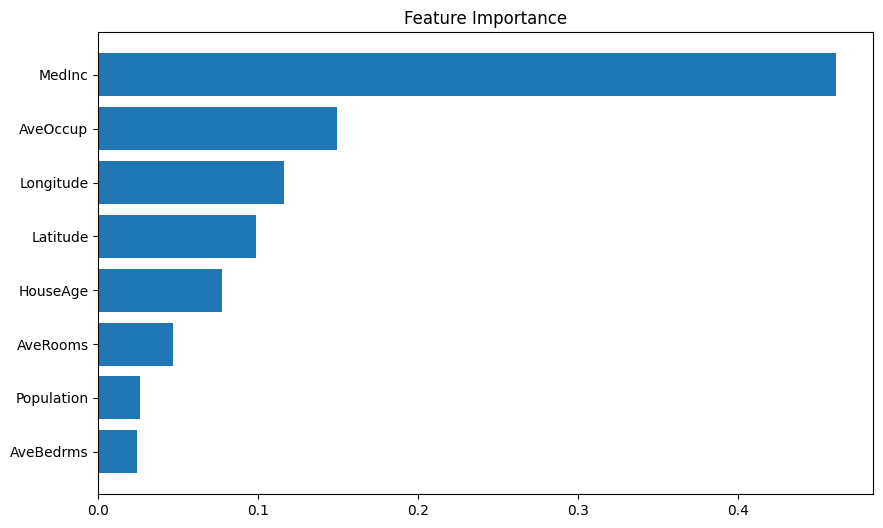 Feature Importance
MedInc
AveOccup
Longitude
Latitude
HouseAge
AveRooms
Population
AveBedrms
0.0 0.1 0.2 0.3 0.4